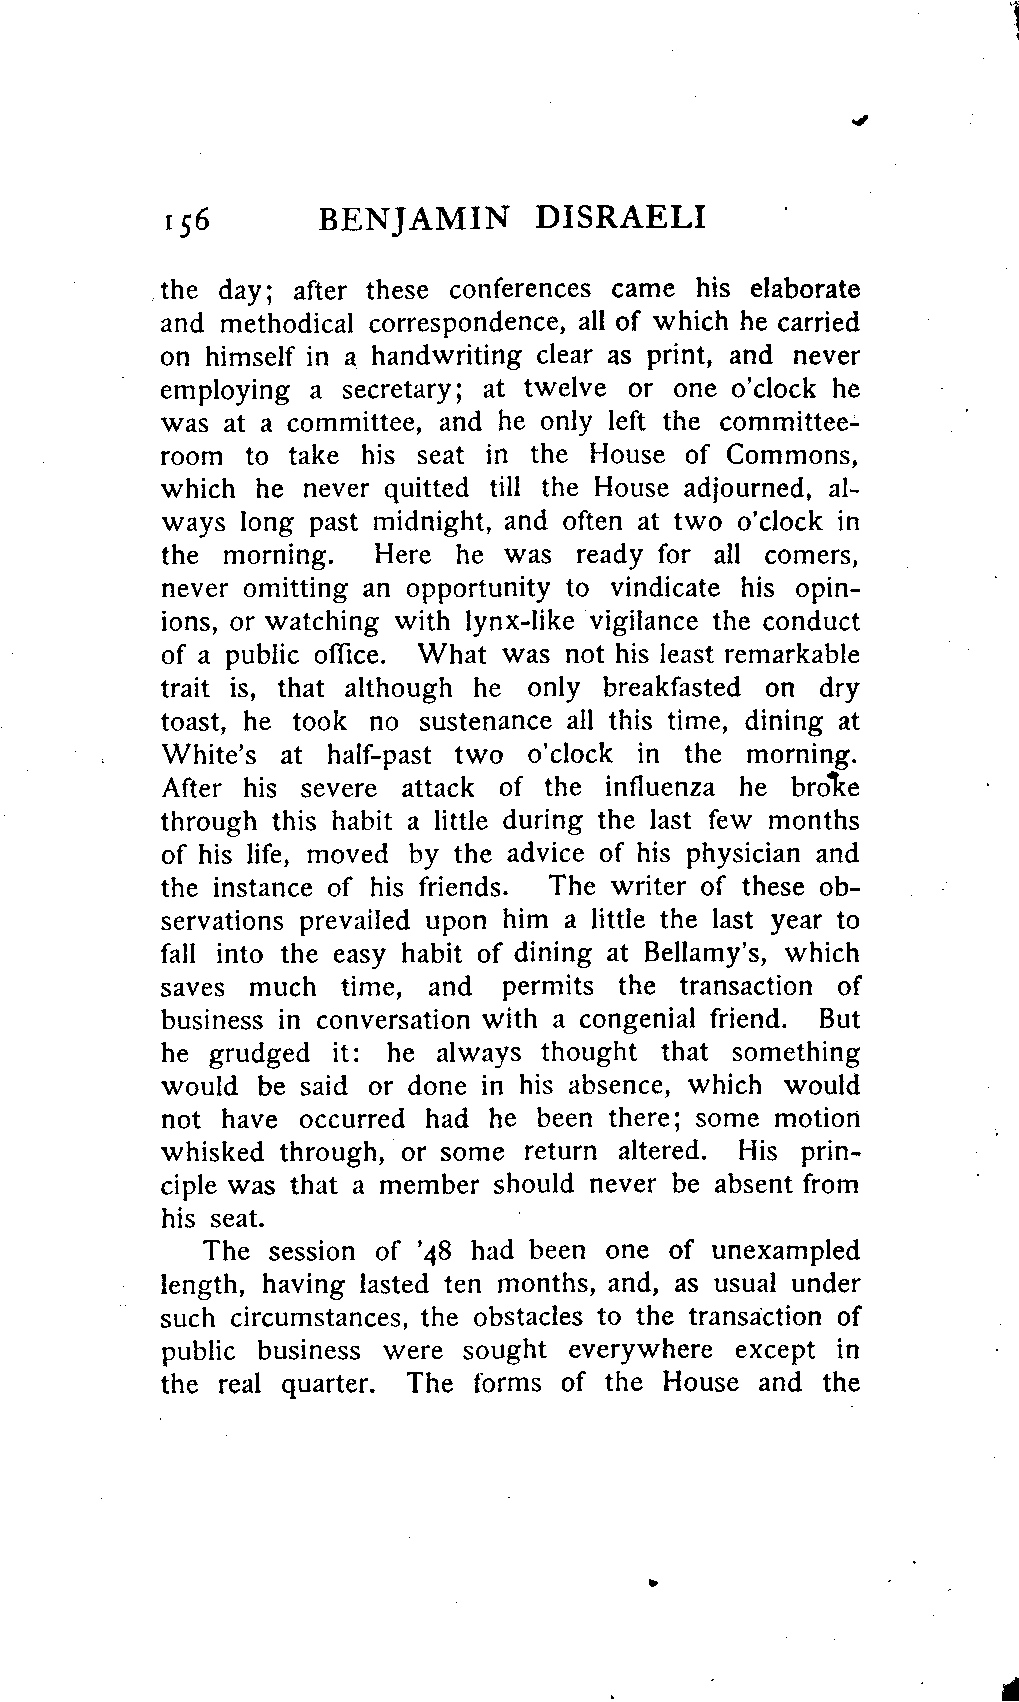 156 BENJAMIN DISRAELI
the day; after these conferences came his elaborate
and methodical correspondence, all of which he carried
on himself in a handwriting clear as print, and never
employing a secretary; at twelve or one o'clock he
was at a committee, and he only left the committee-
room to take his seat in the House of Commons,
which he never quitted till the House adjourned, al-
ways long past midnight, and often at two o'clock in
the morning. Here he was ready for all comers,
never omitting an opportunity to vindicate his opin-
ions, or watching with lynx-like vigilance the conduct
of a public office. What was not his least remarkable
trait is, that although he only breakfasted on dry
toast, he took no sustenance all this time, dining at
White's at half-past two o'clock in the morning.
After his severe attack of the influenza he broke
through this habit a little during the last few months
of his life, moved by the advice of his physician and
the instance of his friends. The writer of these ob-
servations prevailed upon him a little the last year to
fall into the easy habit of dining at Bellamy's, which
saves much time, and permits the transaction of
business in conversation with a congenial friend. But
he grudged it: he always thought that something
would be said or done in his absence, which would
not have occurred had he been there; some motion
whisked through, or some return altered. His prin-
ciple was that a member should never be absent from
his seat.
The session of '48 had been one of unexampled
length, having lasted ten months, and, as usual under
such circumstances, the obstacles to the transaction of
public business were sought everywhere except in
the real quarter. The forms of the House and the